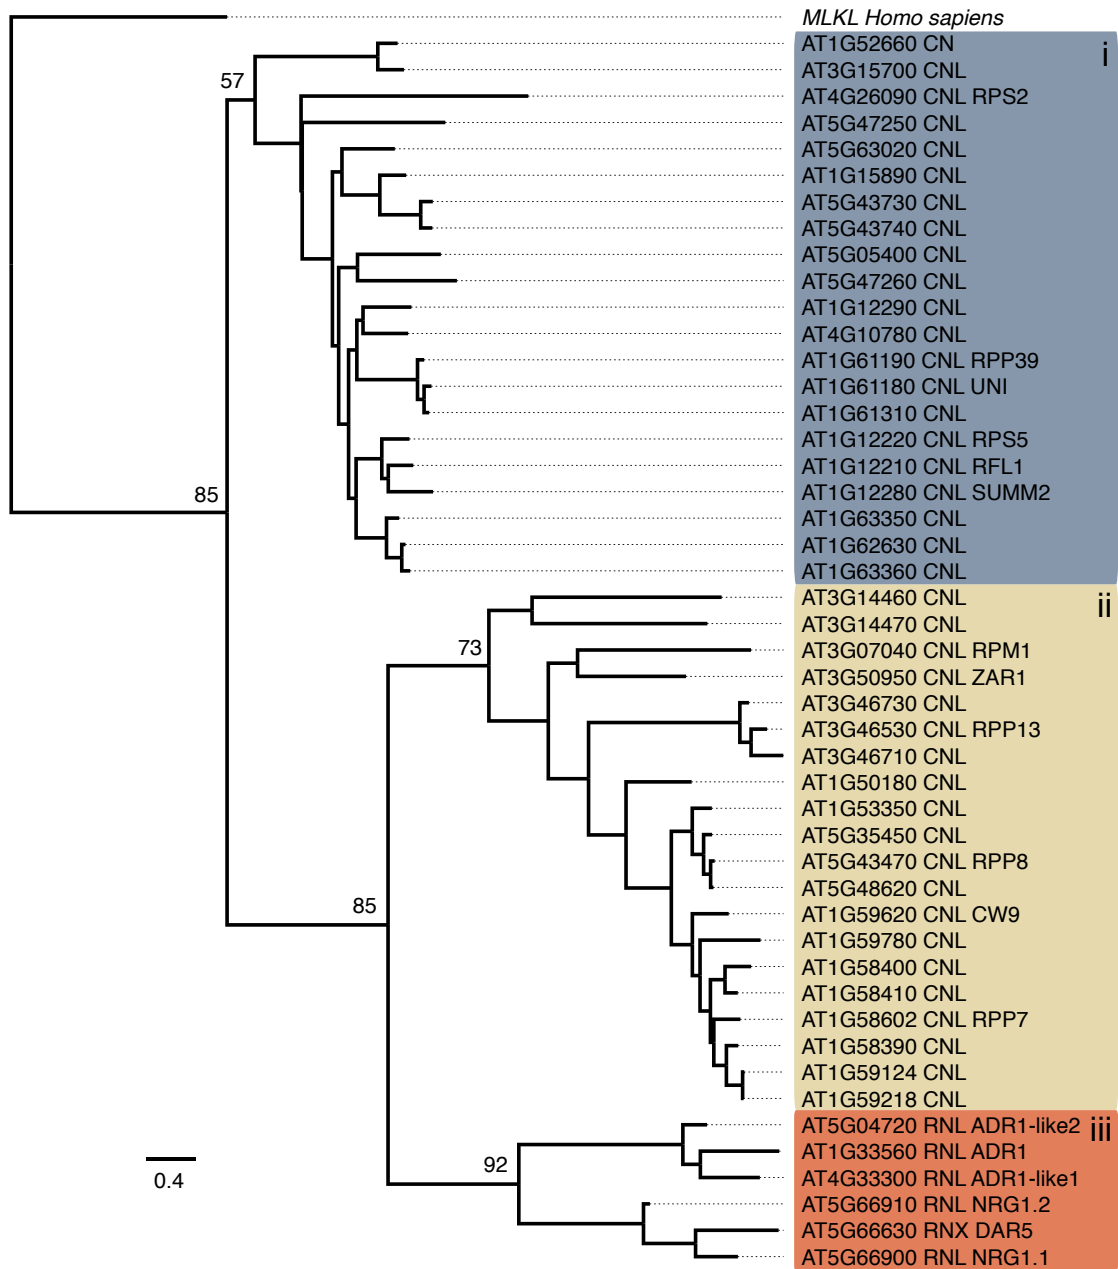 MLKL Homo sapiens
AT1G52660 CN
i
AT3G15700 CNL
57
AT4G26090 CNL RPS2
AT5G47250 CNL
AT5G63020 CNL
AT1G15890 CNL
AT5G43730 CNL
AT5G43740 CNL
AT5G05400 CNL
AT5G47260 CNL
AT1G12290 CNL
AT4G10780 CNL
AT1G61190 CNL RPP39
AT1G61180 CNL UNI
AT1G61310 CNL
AT1G12220 CNL RPS5
AT1G12210 CNL RFL1
AT1G12280 CNL SUMM2
85
AT1G63350 CNL
AT1G62630 CNL
AT1G63360 CNL
AT3G14460 CNL
ii
AT3G14470 CNL
73
AT3G07040 CNL RPM1
AT3G50950 CNL ZAR1
AT3G46730 CNL
AT3G46530 CNL RPP13
AT3G46710 CNL
AT1G50180 CNL
AT1G53350 CNL
AT5G35450 CNL
AT5G43470 CNL RPP8
AT5G48620 CNL
85
AT1G59620 CNL CW9
AT1G59780 CNL
AT1G58400 CNL
AT1G58410 CNL
AT1G58602 CNL RPP7
AT1G58390 CNL
AT1G59124 CNL
AT1G59218 CNL
AT5G04720 RNL ADR1-like2
iii
AT1G33560 RNL ADR1
92
AT4G33300 RNL ADR1-like1
0.4
AT5G66910 RNL NRG1.2
AT5G66630 RNX DAR5
AT5G66900 RNL NRG1.1